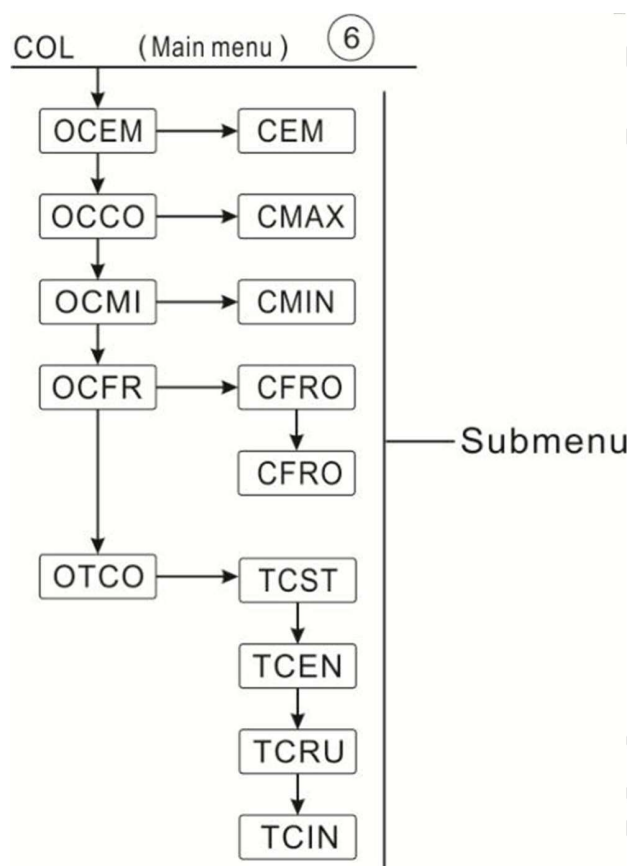 COL (Main menu) 6
OCEM CEM
OCCO CMAX
OCMI CMIN
OCFR CFRO
CFRO
Submenu
OTCO TCST
TCEN
TCRU
TCIN